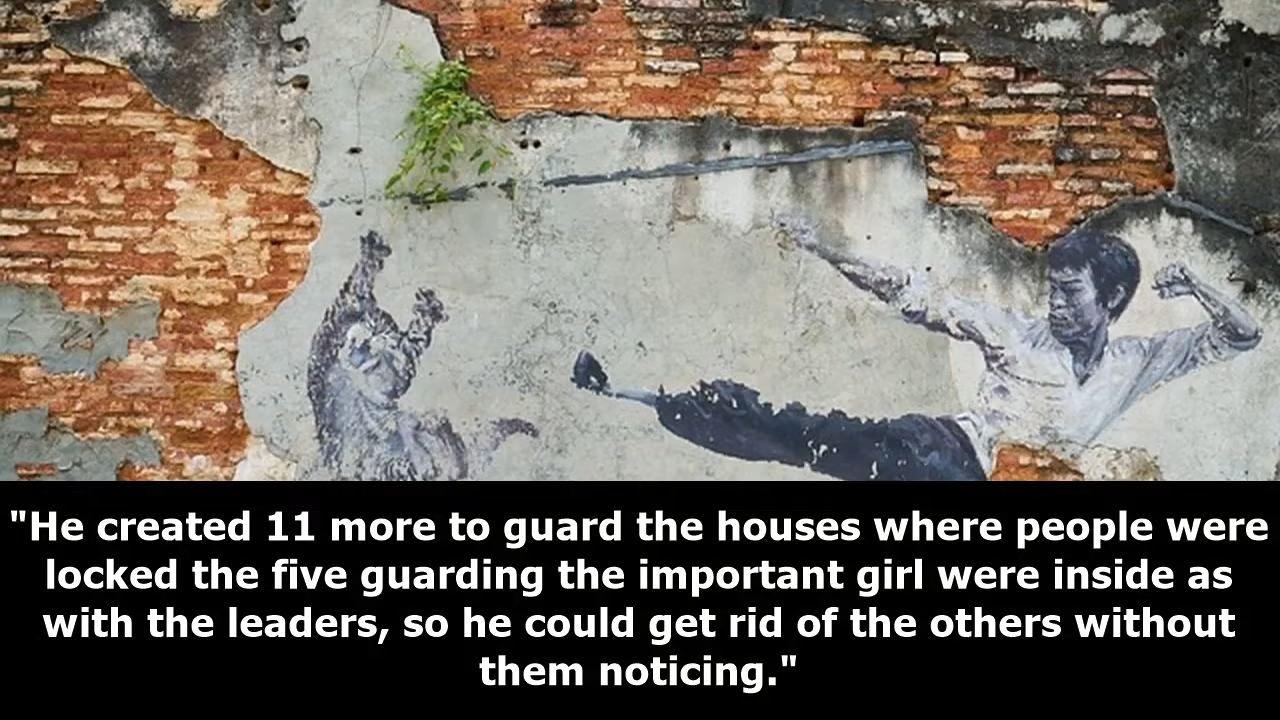 "He created 11 more to guard the houses where people were
locked the five guarding the important girl were inside as
with the leaders, so he could get rid of the others without
them noticing."